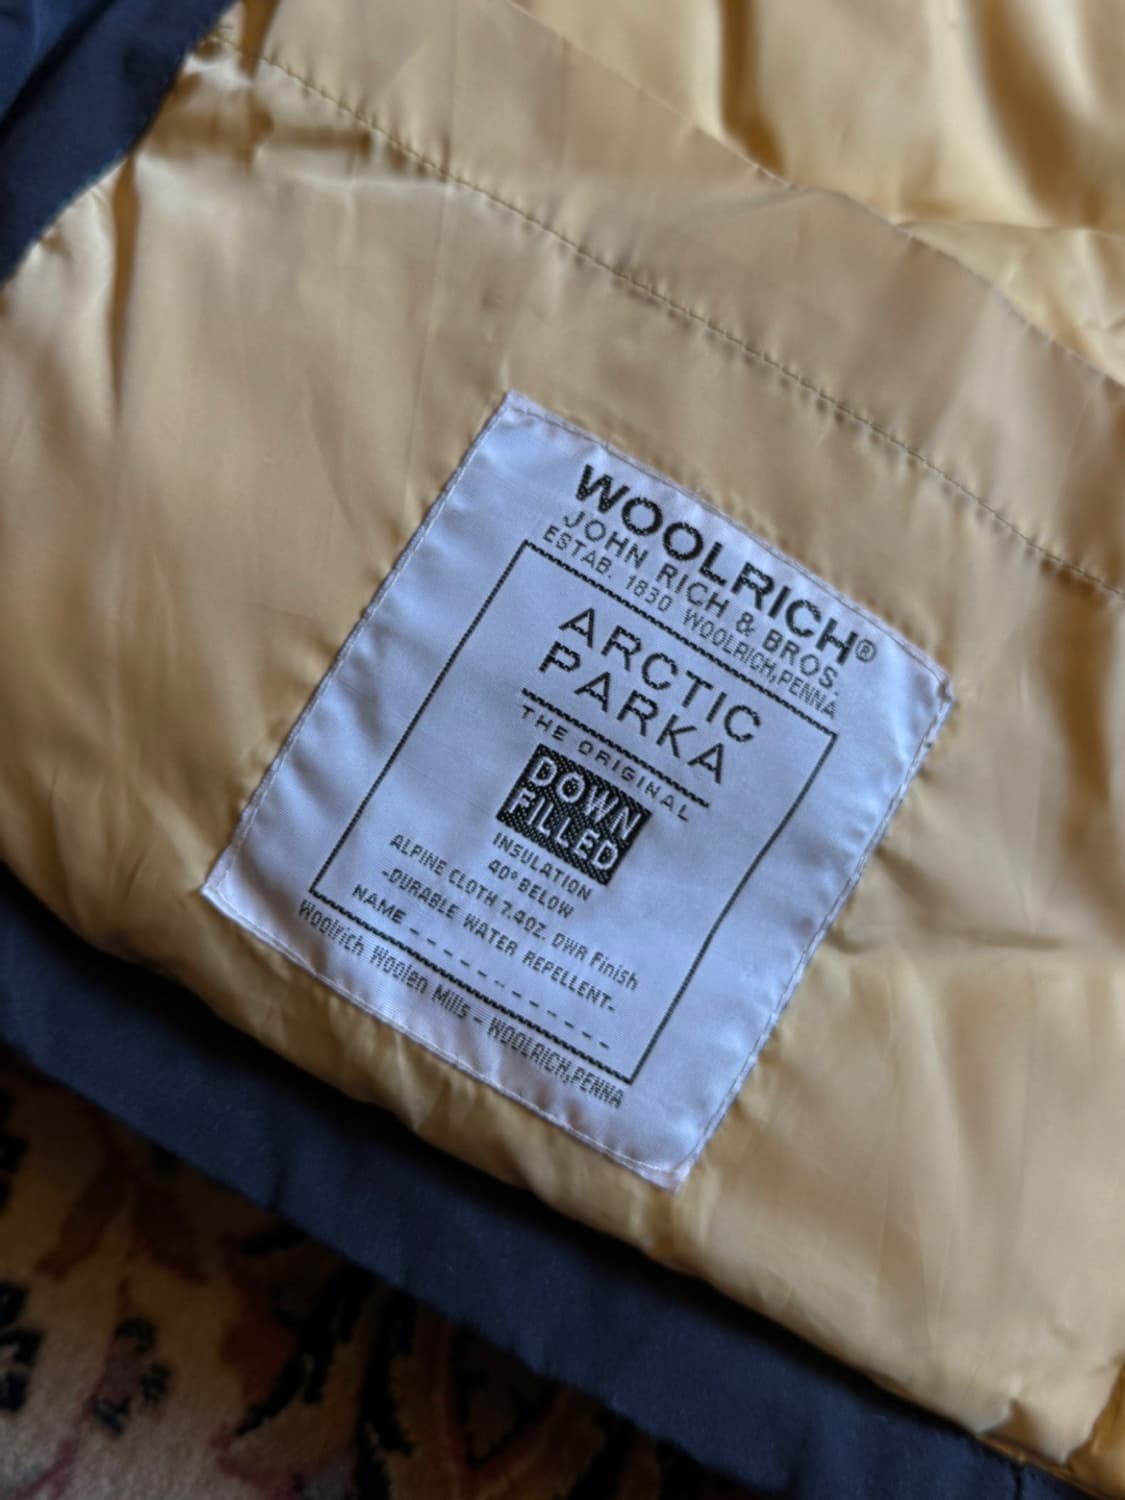 WOOLRICH®
JOHN RICH & BROS.
ESTAB. 1830 WOOLRICH,PENNA
ARCTIC
PARKA
THE ORIGINAL
DOWN
FILLED
INSULATION
40° BELOW
ALPINE CLOTH 7.4OZ. DWR Finish
-DURABLE WATER REPELLENT-
NAME _ _ _ _ _ _ _ _ _ _ _ _
Woolrich Woolen Mills - WOOLRICH,PENNA